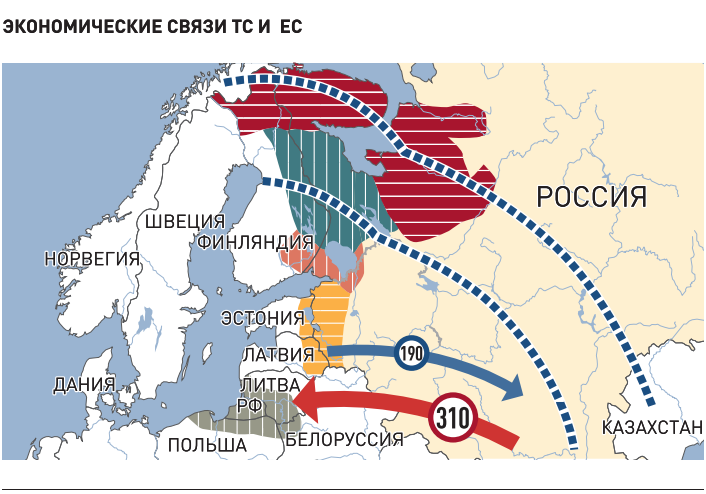 ЭКОНОМИЧЕСКИЕ СВЯЗИ ТС И ЕС
РОССИЯ
ШВЕЦИЯ
ФИНЛЯНДИЯ
НОРВЕГИЯ
ЭСТОНИЯ
ЛАТВИЯ
190
ДАНИЯ
ЛИТВА
РФ
310
КАЗАХСТАН
ПОЛЬША
БЕЛОРУССИЯ